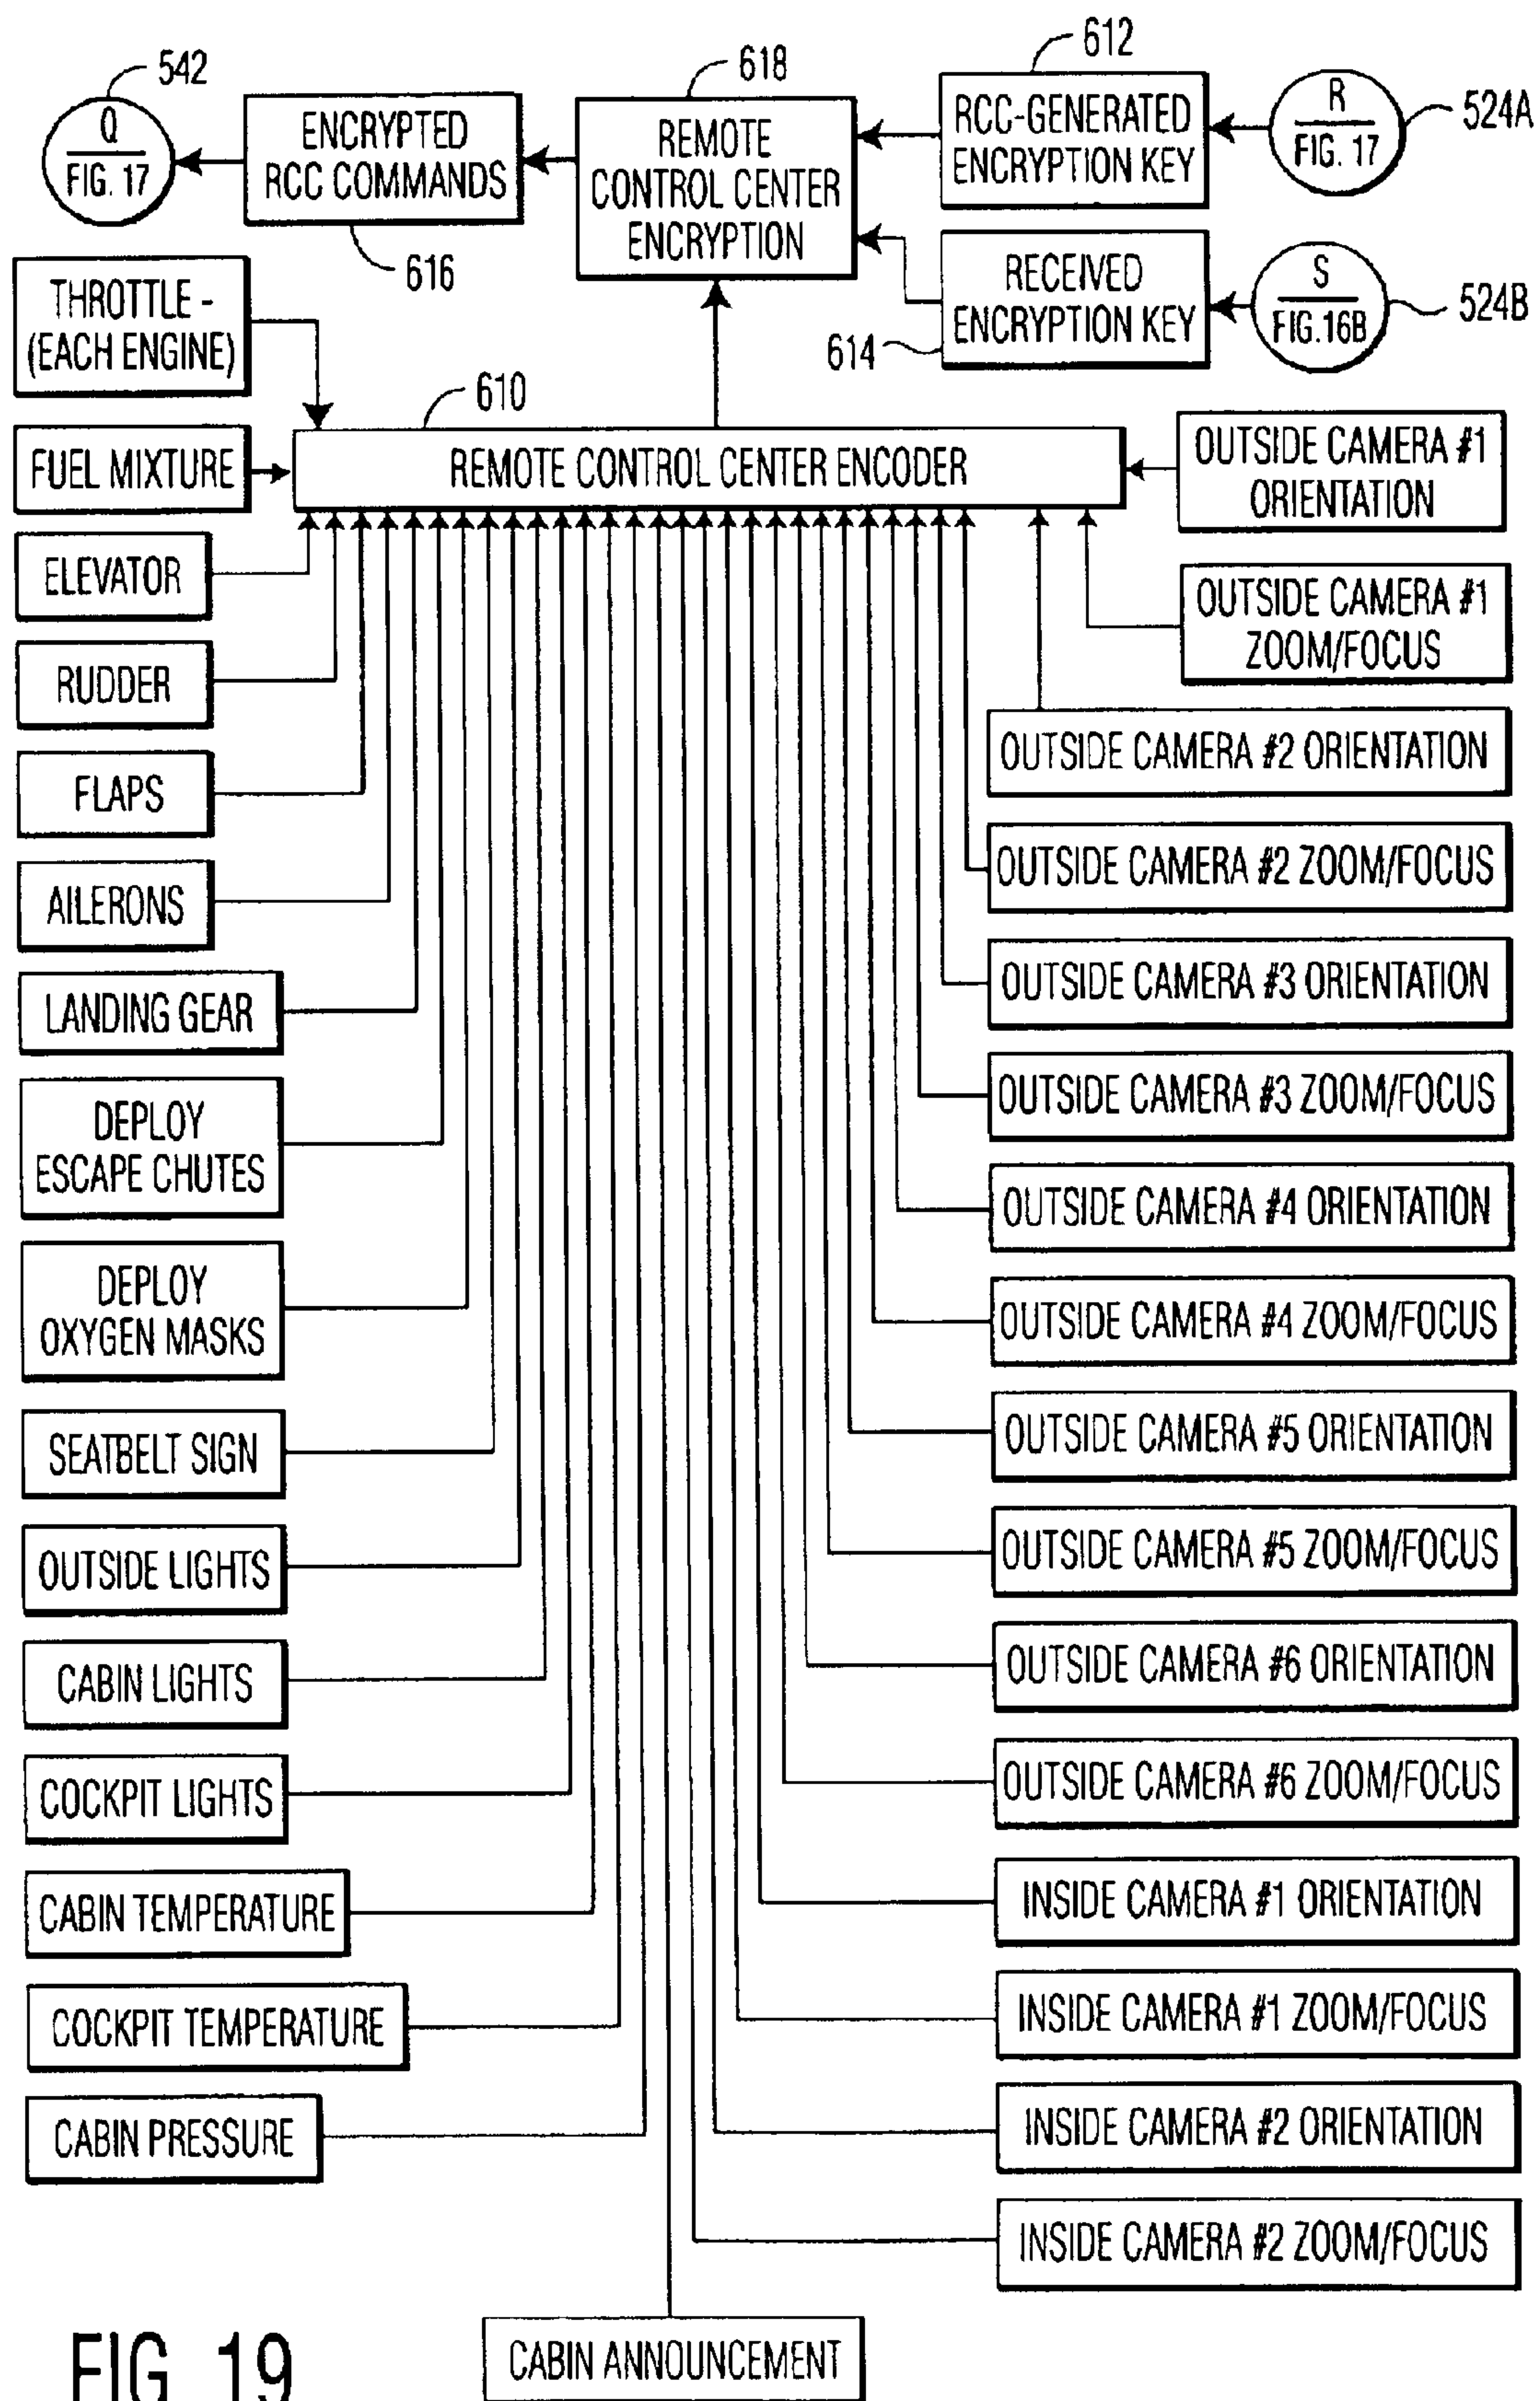 542
Q
FIG. 17
ENCRYPTED
RCC COMMANDS
616
618
REMOTE
CONTROL CENTER
ENCRYPTION
612
RCC-GENERATED
ENCRYPTION KEY
R
FIG. 17
524A
RECEIVED
ENCRYPTION KEY
614
S
FIG.16B
524B
THROTTLE -
(EACH ENGINE)
610
FUEL MIXTURE
REMOTE CONTROL CENTER ENCODER
OUTSIDE CAMERA #1
ORIENTATION
ELEVATOR
OUTSIDE CAMERA #1
ZOOM/FOCUS
RUDDER
OUTSIDE CAMERA #2 ORIENTATION
FLAPS
OUTSIDE CAMERA #2 ZOOM/FOCUS
AILERONS
OUTSIDE CAMERA #3 ORIENTATION
LANDING GEAR
OUTSIDE CAMERA #3 ZOOM/FOCUS
DEPLOY
ESCAPE CHUTES
OUTSIDE CAMERA #4 ORIENTATION
DEPLOY
OXYGEN MASKS
OUTSIDE CAMERA #4 ZOOM/FOCUS
SEATBELT SIGN
OUTSIDE CAMERA #5 ORIENTATION
OUTSIDE LIGHTS
OUTSIDE CAMERA #5 ZOOM/FOCUS
CABIN LIGHTS
OUTSIDE CAMERA #6 ORIENTATION
COCKPIT LIGHTS
OUTSIDE CAMERA #6 ZOOM/FOCUS
CABIN TEMPERATURE
INSIDE CAMERA #1 ORIENTATION
COCKPIT TEMPERATURE
INSIDE CAMERA #1 ZOOM/FOCUS
CABIN PRESSURE
INSIDE CAMERA #2 ORIENTATION
INSIDE CAMERA #2 ZOOM/FOCUS
CABIN ANNOUNCEMENT
FIG. 19